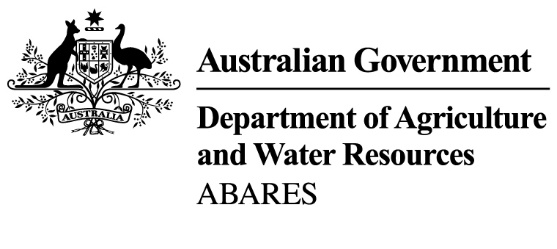 Australian Government
Department of Agriculture
and Water Resources
ABARES
AUSTRALIA